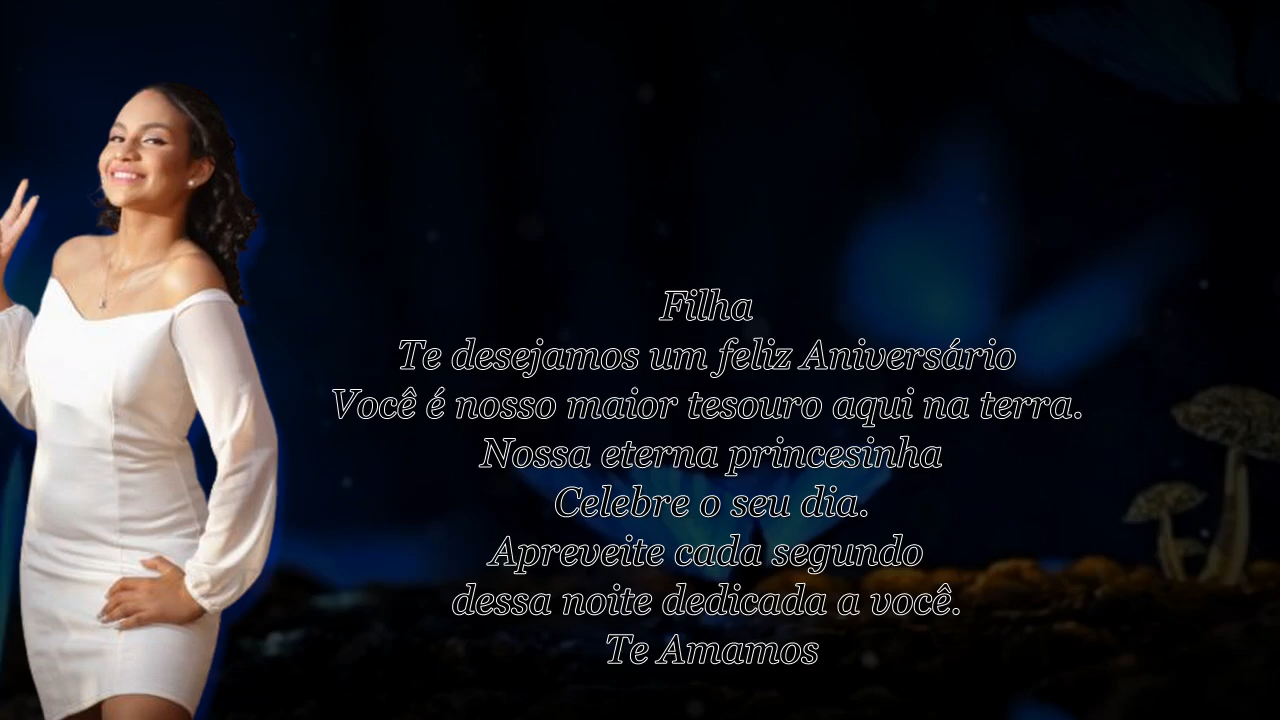 Filha
Te desejamos um feliz Aniversário
Você é nosso maior tesouro aqui na terra.
Nossa eterna princesinha
Celebre o seu dia.
Apreveite cada segundo
dessa noite dedicada a você.
Te Amamos